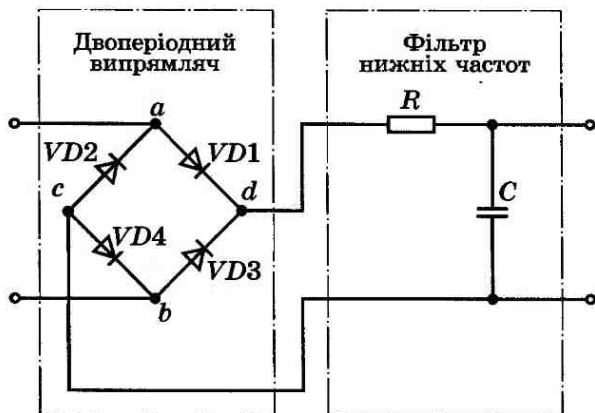 Двоперіодний
випрямляч
Фільтр
нижніх частот
a
R
VD2
VD1
c
d
C
VD4
VD3
b